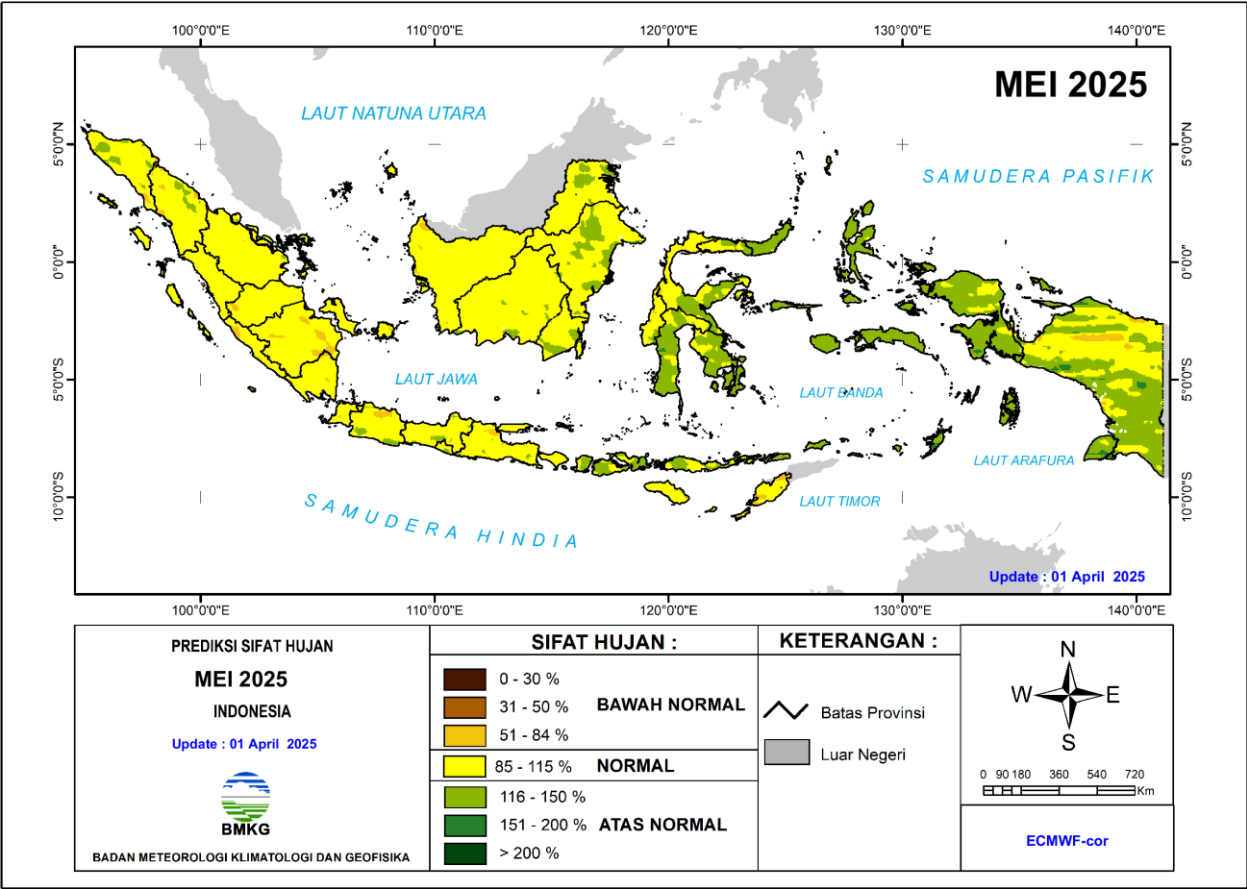 100°0'0"E 110°0'0"E 120°0'0"E 130°0'0"E 140°0'0"E
MEI 2025
LAUT NATUNA UTARA
5°0'0"N 5°0'0"N
SAMUDERA PASIFIK
0°0'0" 0°0'0"
LAUT JAWA
LAUT BANDA
5°0'0"S 5°0'0"S
LAUT ARAFURA
LAUT TIMOR
10°0'0"S 10°0'0"S
SAMUDERA HINDIA
Update : 01 April 2025
100°0'0"E 110°0'0"E 120°0'0"E 130°0'0"E 140°0'0"E
PREDIKSI SIFAT HUJAN
MEI 2025
INDONESIA
Update : 01 April 2025
BMKG
BADAN METEOROLOGI KLIMATOLOGI DAN GEOFISIKA
SIFAT HUJAN :
0 - 30 %
31 - 50 % BAWAH NORMAL
51 - 84 %
85 - 115 % NORMAL
116 - 150 %
151 - 200 % ATAS NORMAL
> 200 %
KETERANGAN :
Batas Provinsi
Luar Negeri
N
W E
S
0 90 180 360 540 720
Km
ECMWF-cor